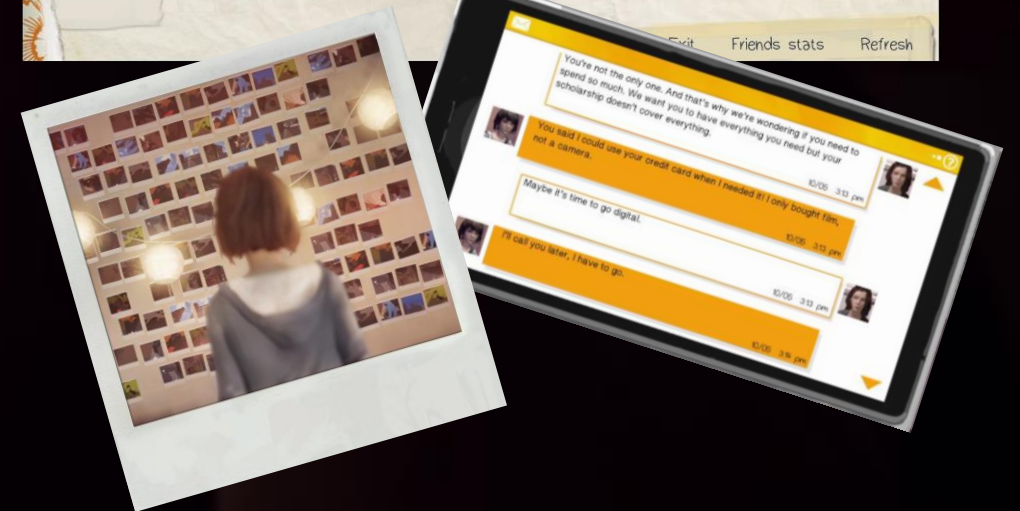 Exit Friends stats Refresh
You're not the only one. And that's why we're wondering if you need to
spend so much. We want you to have everything you need but your
scholarship doesn't cover everything.
10/05 3:13 pm
You said I could use your credit card when I needed it! I only bought film,
not a camera.
10/05 3:13 pm
Maybe it's time to go digital.
10/05 3:13 pm
I'll call you later, I have to go.
10/05 3:14 pm
?